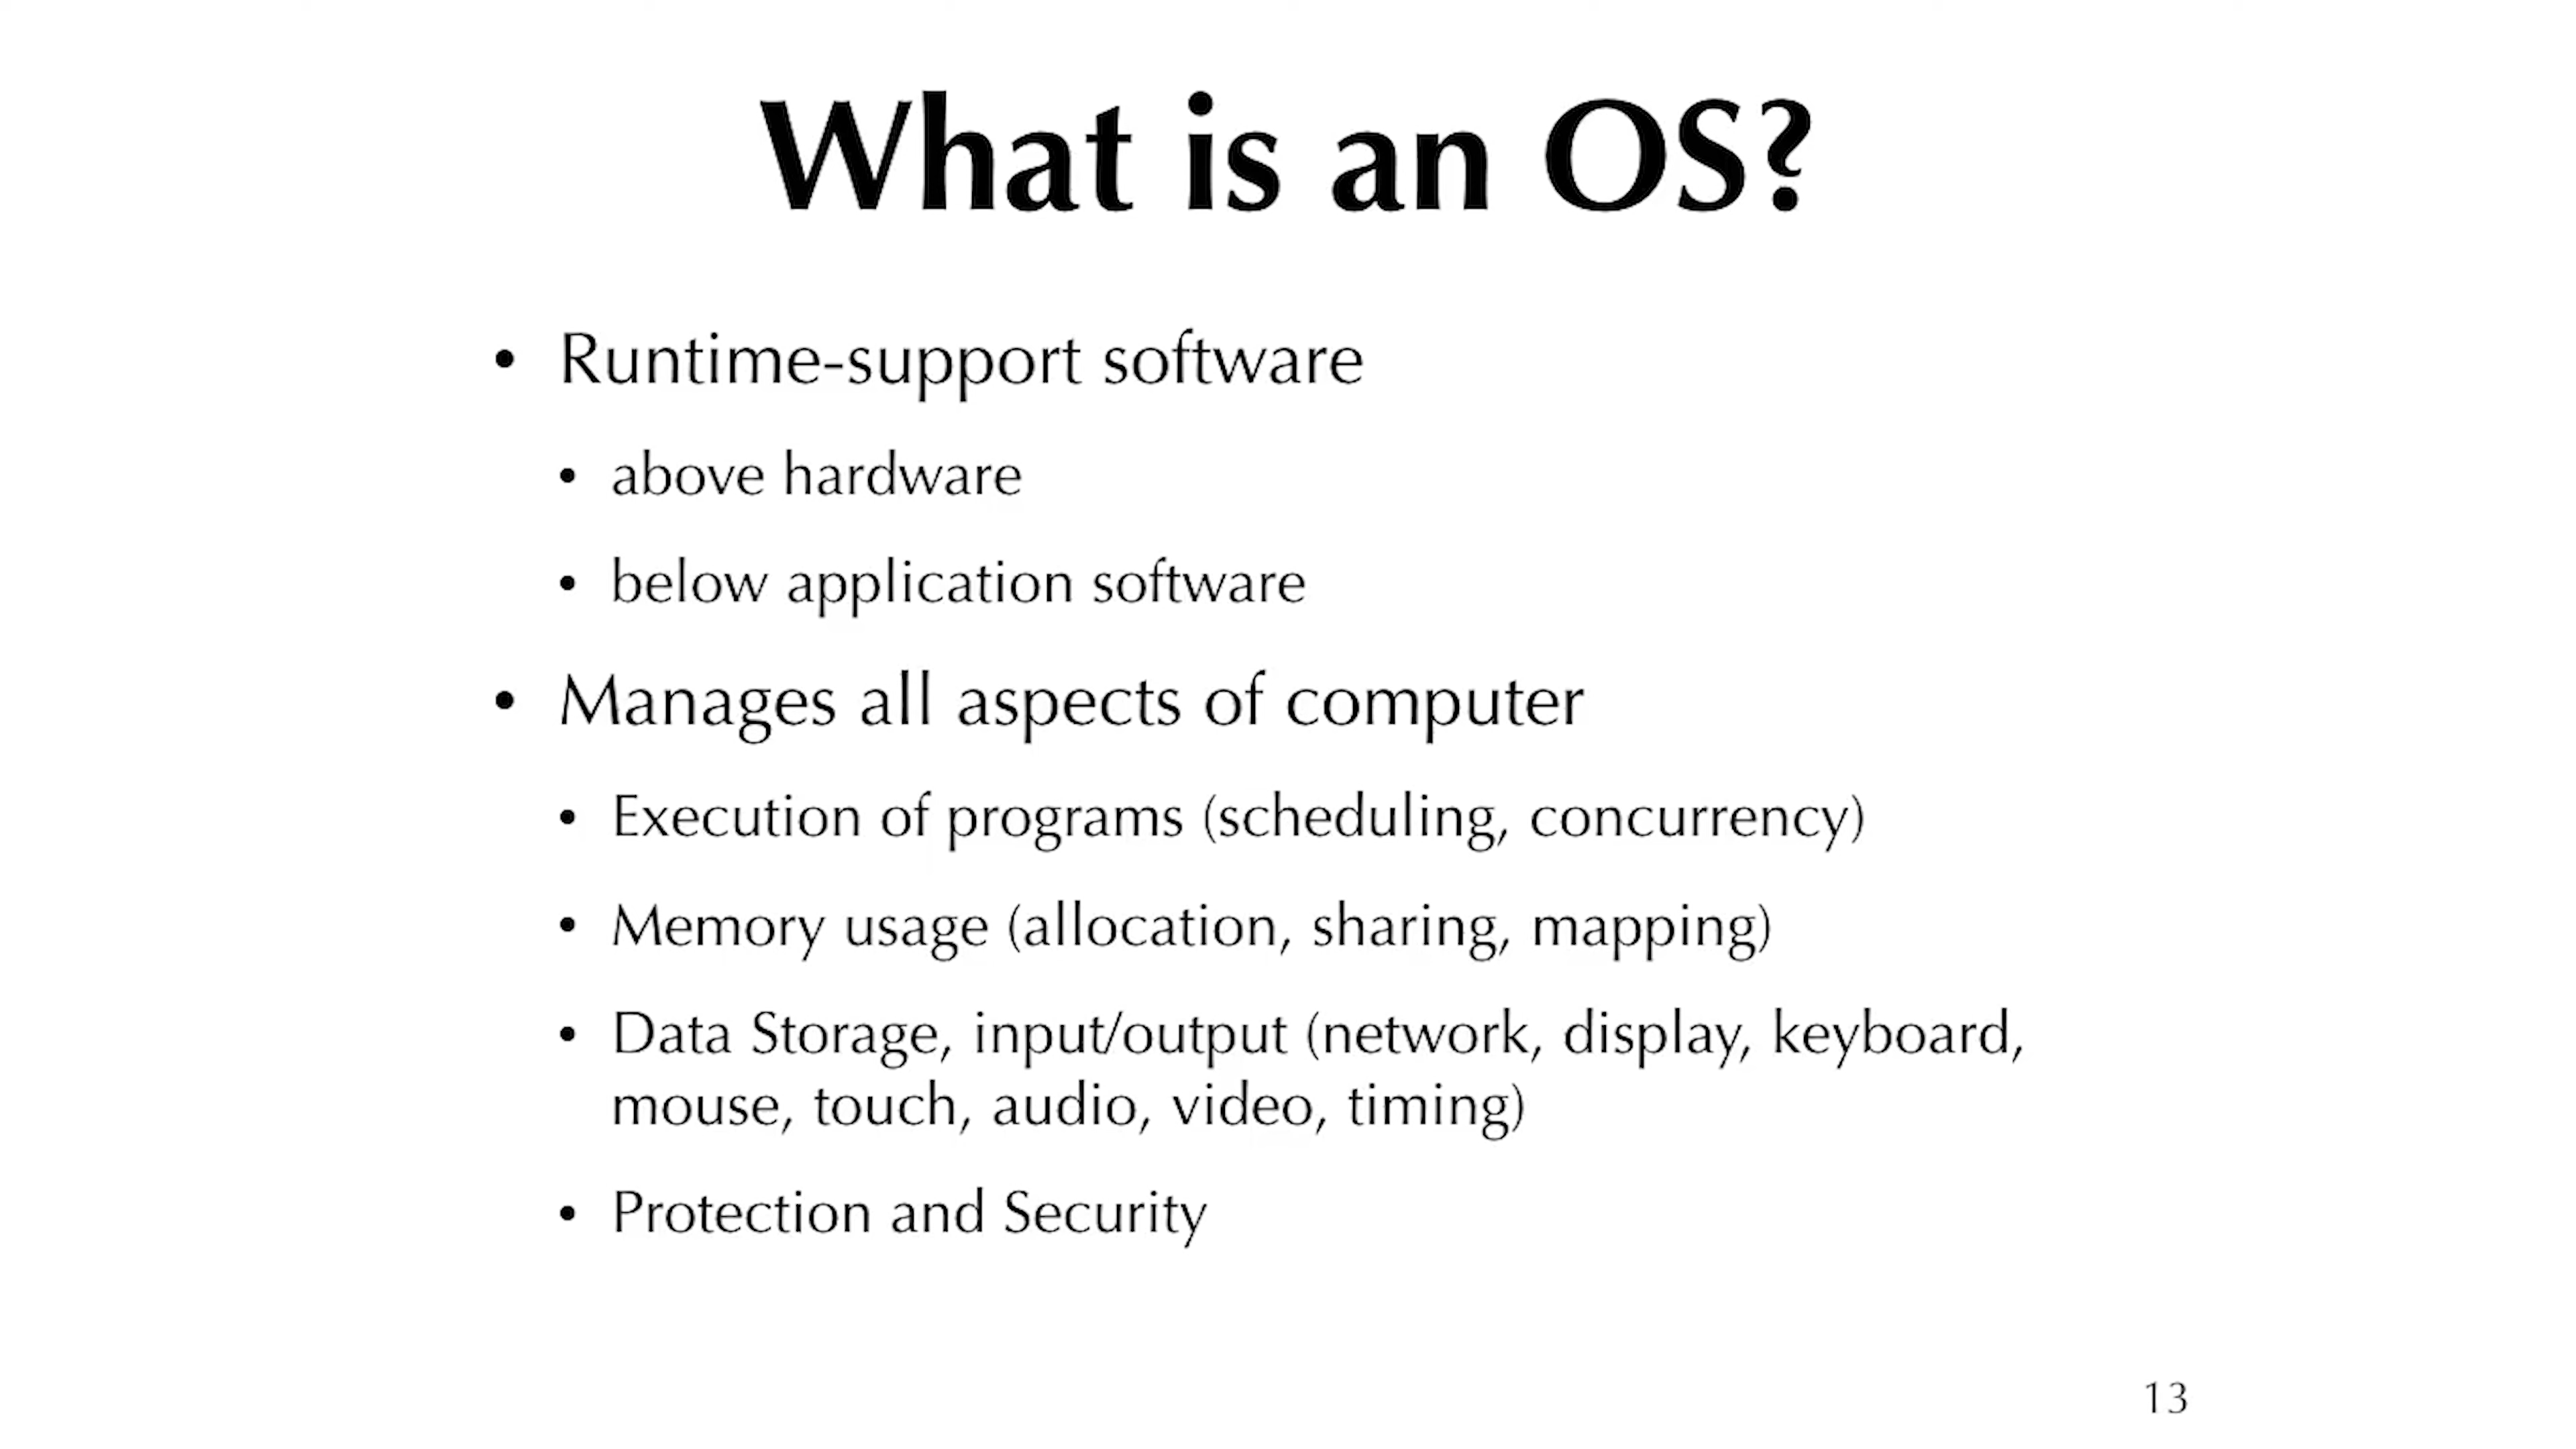 What is an OS?
• Runtime-support software
• above hardware
• below application software
• Manages all aspects of computer
• Execution of programs (scheduling, concurrency)
• Memory usage (allocation, sharing, mapping)
• Data Storage, input/output (network, display, keyboard,
mouse, touch, audio, video, timing)
• Protection and Security
13